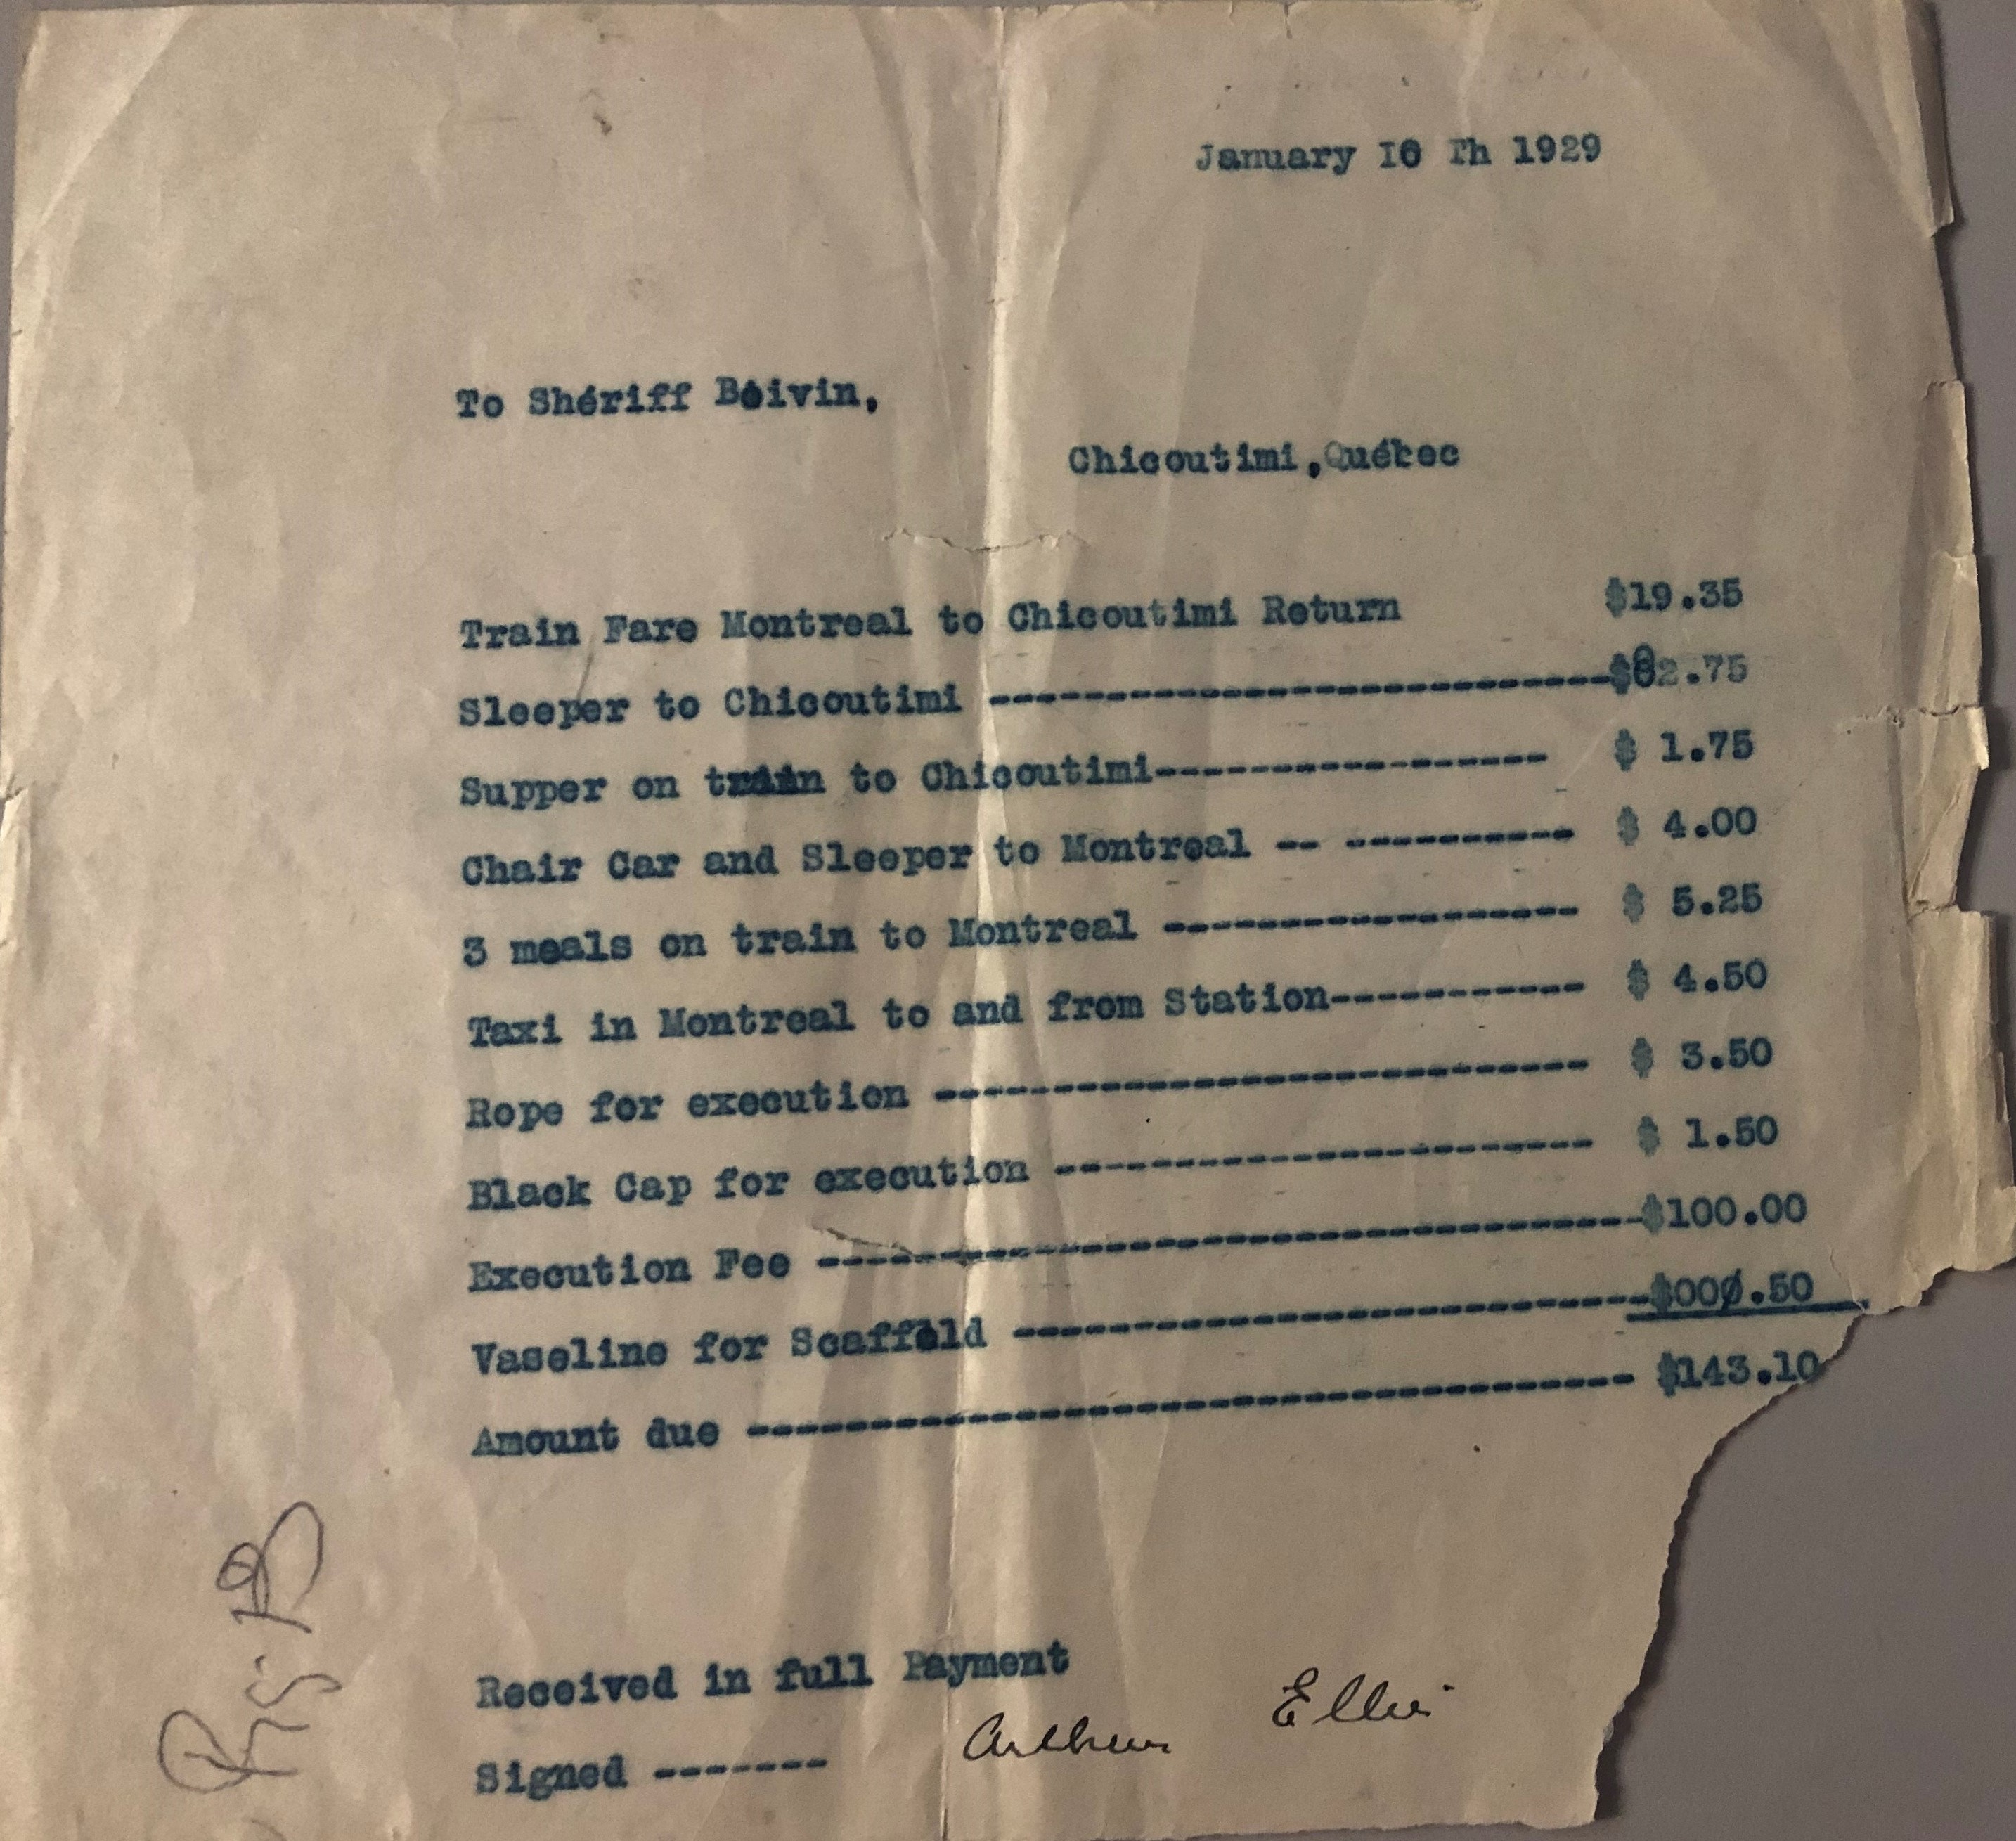 January 10 Th 1929
To Shériff Boivin,
Chicoutimi, Québec
Train Fare Montreal to Chicoutimi Return $19.35
Sleeper to Chicoutimi ------------------------------$02.75
Supper on train to Chicoutimi----------------- $ 1.75
Chair Car and Sleeper to Montreal -- ---------- $ 4.00
3 meals on train to Montreal ------------------ $ 5.25
Taxi in Montreal to and from Station----------- $ 4.50
Rope for execution ---------------------------- $ 3.50
Black Cap for execution ----------------------- $ 1.50
Execution Fee ----------------------------------$100.00
Vaseline for Scaffold --------------------------$000.50
Amount due ------------------------------------ $143.10
Received in full Payment
Signed ------- Arthur Ellis